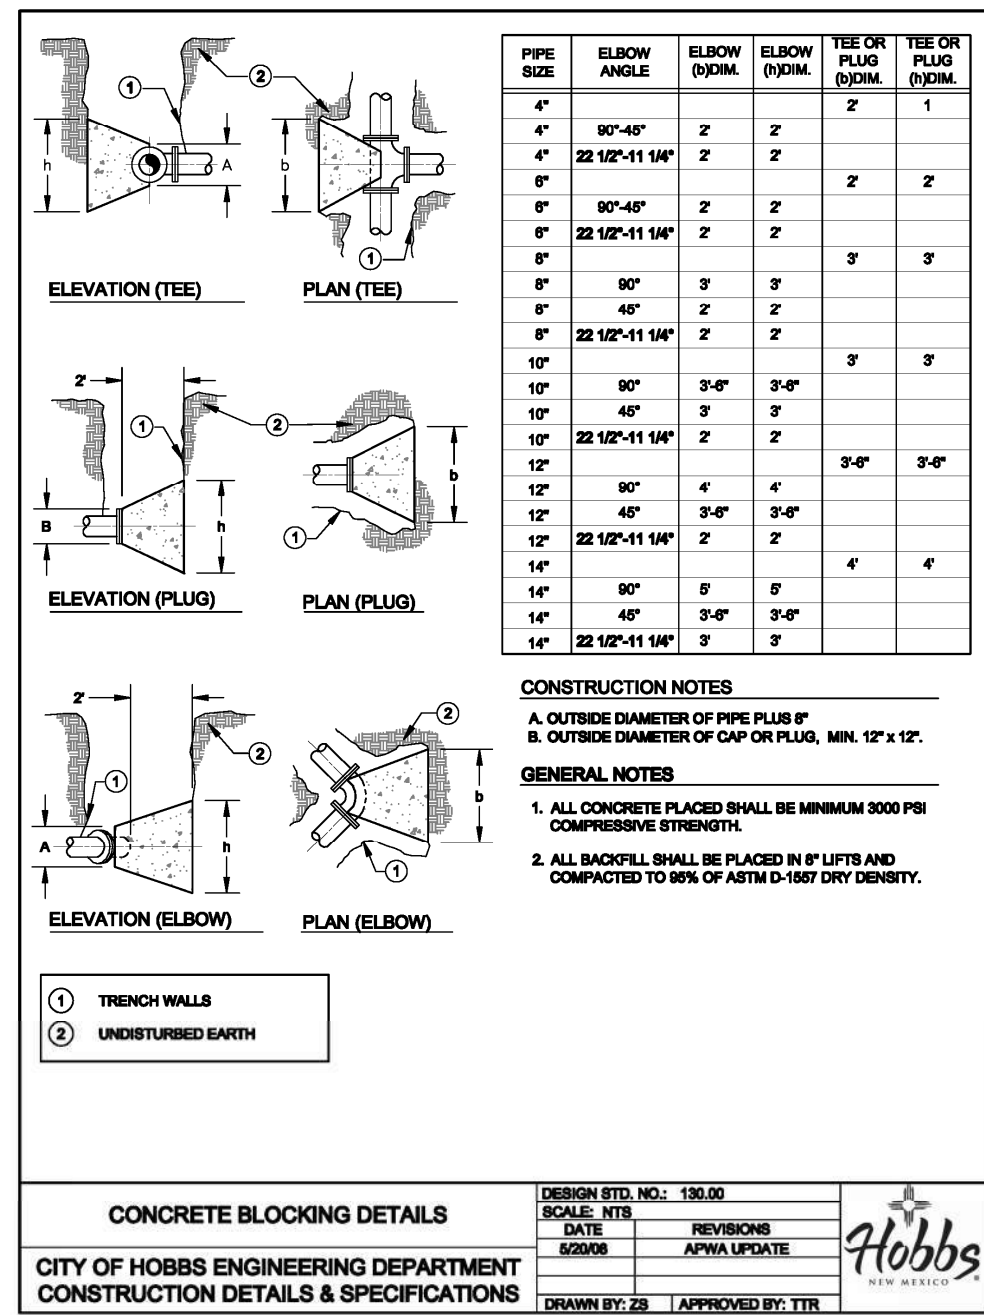 1
2
h
A
ELEVATION (TEE)
2
b
1
PLAN (TEE)
2'
1
2
B
h
ELEVATION (PLUG)
b
1
PLAN (PLUG)
2'
2
1
A
h
ELEVATION (ELBOW)
2
b
1
PLAN (ELBOW)
1 TRENCH WALLS
2 UNDISTURBED EARTH
PIPE SIZE ELBOW ANGLE ELBOW (b)DIM. ELBOW (h)DIM. TEE OR PLUG (b)DIM. TEE OR PLUG (h)DIM.
4" 2' 1
4" 90°-45° 2' 2'
4" 22 1/2°-11 1/4° 2' 2'
6" 2' 2'
6" 90°-45° 2' 2'
6" 22 1/2°-11 1/4° 2' 2'
8" 3' 3'
8" 90° 3' 3'
8" 45° 2' 2'
8" 22 1/2°-11 1/4° 2' 2'
10" 3' 3'
10" 90° 3'-6" 3'-6"
10" 45° 3' 3'
10" 22 1/2°-11 1/4° 2' 2'
12" 3'-6" 3'-6"
12" 90° 4' 4'
12" 45° 3'-6" 3'-6"
12" 22 1/2°-11 1/4° 2' 2'
14" 4' 4'
14" 90° 5' 5'
14" 45° 3'-6" 3'-6"
14" 22 1/2°-11 1/4° 3' 3'
CONSTRUCTION NOTES
A. OUTSIDE DIAMETER OF PIPE PLUS 8"
B. OUTSIDE DIAMETER OF CAP OR PLUG, MIN. 12" x 12".
GENERAL NOTES
1. ALL CONCRETE PLACED SHALL BE MINIMUM 3000 PSI
COMPRESSIVE STRENGTH.
2. ALL BACKFILL SHALL BE PLACED IN 8" LIFTS AND
COMPACTED TO 95% OF ASTM D-1557 DRY DENSITY.
CONCRETE BLOCKING DETAILS
CITY OF HOBBS ENGINEERING DEPARTMENT
CONSTRUCTION DETAILS & SPECIFICATIONS
DESIGN STD. NO.: 130.00
SCALE: NTS
DATE REVISIONS
5/20/08 APWA UPDATE
DRAWN BY: ZS APPROVED BY: TTR
Hobbs
NEW MEXICO